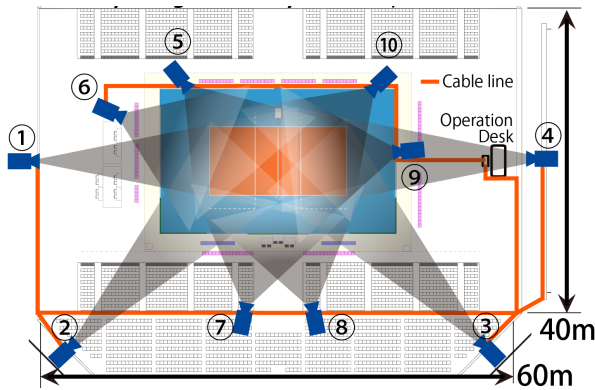 ⑤
⑩
⑥
Cable line
Operation
Desk
①
④
⑨
⑦
⑧
②
③
40m
60m